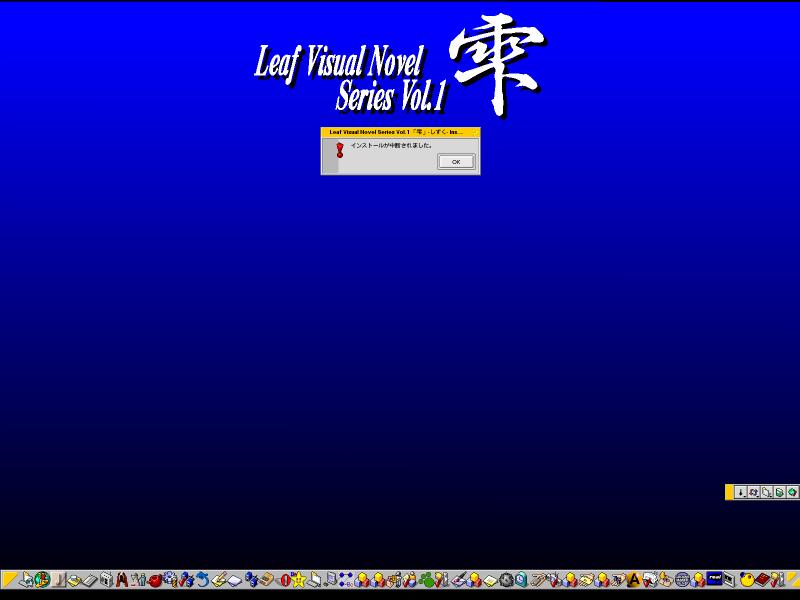 Leaf Visual Novel
Series Vol.1
雫
Leaf Visual Novel Series Vol.1 「雫」-しずく- Ins...
インストールが中断されました。
OK
real